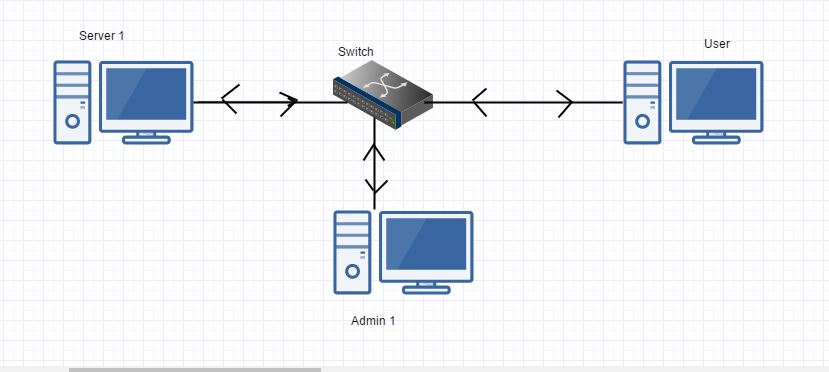 Server 1
Switch
User
Admin 1